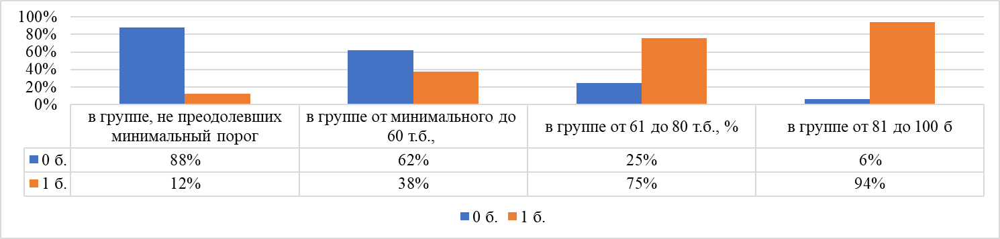 100%
80%
60%
40%
20%
0%
в группе, не преодолевших
минимальный порог
в группе от минимального до
60 т.б.,
в группе от 61 до 80 т.б., %
в группе от 81 до 100 б
0 б. 88% 62% 25% 6%
1 б. 12% 38% 75% 94%
0 б. 1 б.